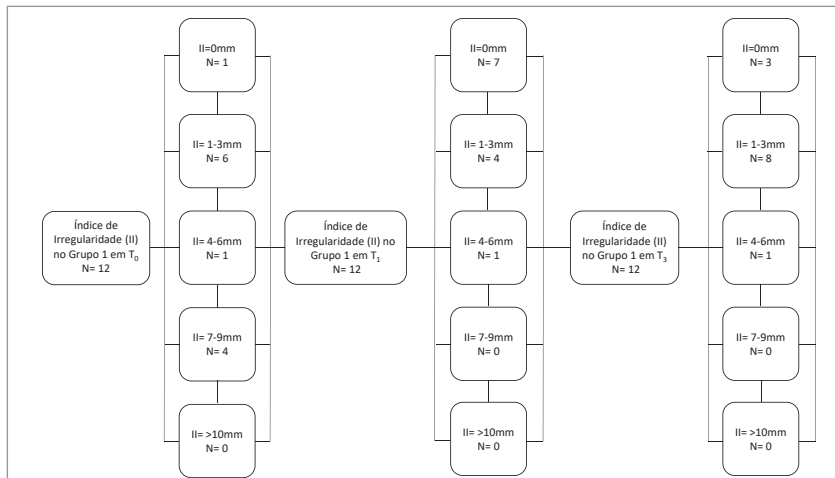 II=0mm
N= 1
II= 1-3mm
N= 6
Índice de
Irregularidade (II)
no Grupo 1 em T₀
N= 12
II= 4-6mm
N= 1
II= 7-9mm
N= 4
II= >10mm
N= 0
II=0mm
N= 7
II= 1-3mm
N= 4
Índice de
Irregularidade (II) no
Grupo 1 em T₁
N= 12
II= 4-6mm
N= 1
II= 7-9mm
N= 0
II= >10mm
N= 0
II=0mm
N= 3
II= 1-3mm
N= 8
Índice de
Irregularidade (II)
no Grupo 1 em T₃
N= 12
II= 4-6mm
N= 1
II= 7-9mm
N= 0
II= >10mm
N= 0